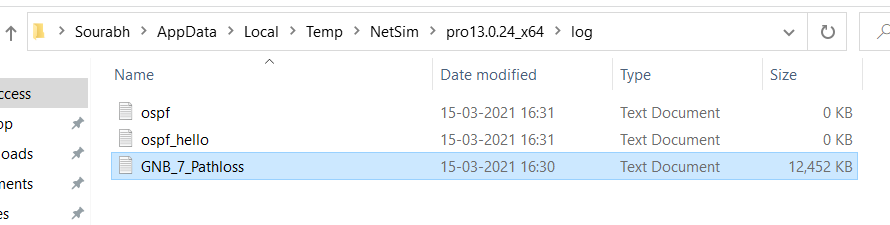 Sourabh > AppData > Local > Temp > NetSim > pro13.0.24_x64 > log
Name Date modified Type Size
ccess
ospf 15-03-2021 16:31 Text Document 0 KB
op
ospf_hello 15-03-2021 16:31 Text Document 0 KB
oads
GNB_7_Pathloss 15-03-2021 16:30 Text Document 12,452 KB
ments
es